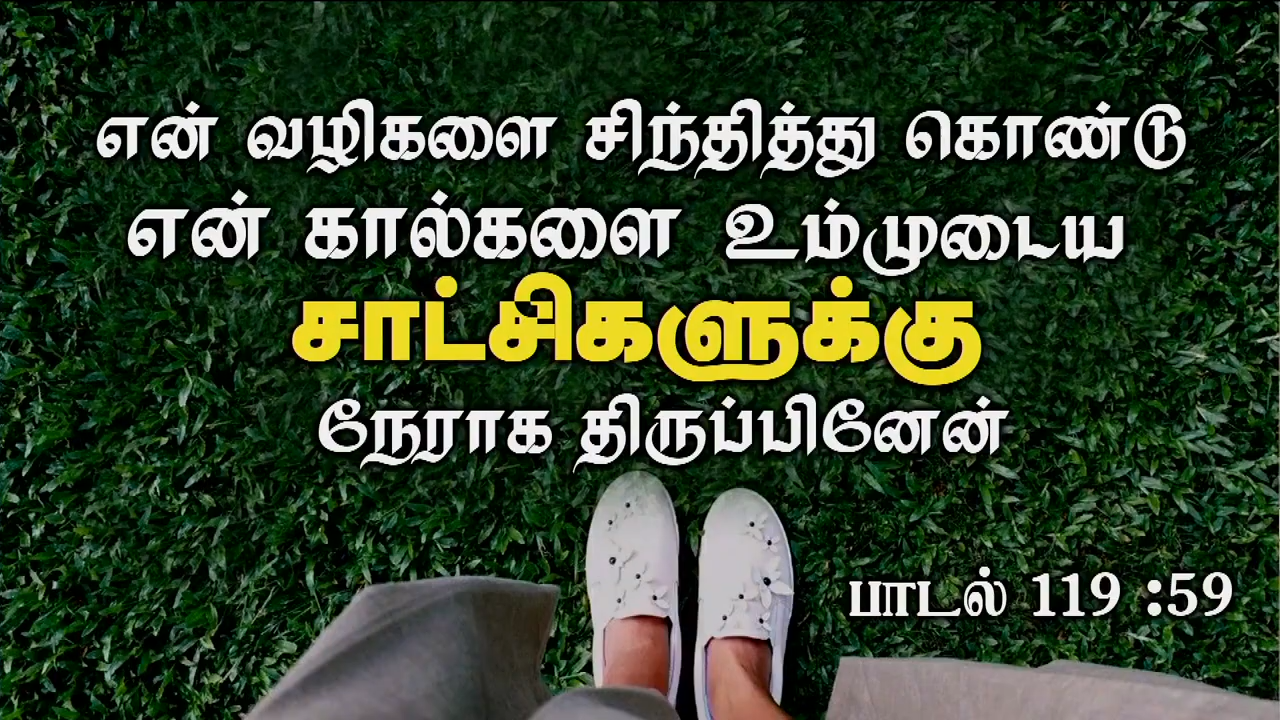 என் வழிகளை சிந்தித்து கொண்டு
என் கால்களை உம்முடைய
சாட்சிகளுக்கு
நேராக திருப்பினேன்
பாடல் 119 :59